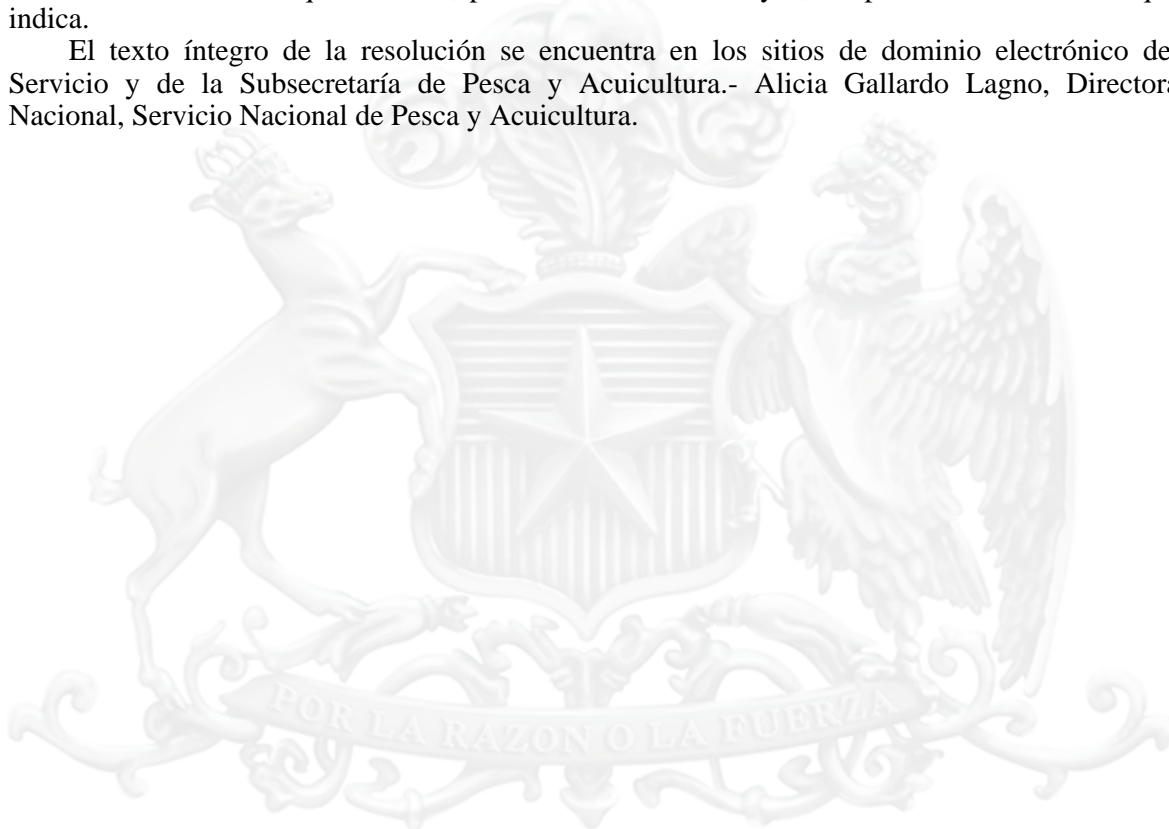 indica.
El texto íntegro de la resolución se encuentra en los sitios de dominio electrónico de
Servicio y de la Subsecretaría de Pesca y Acuicultura.- Alicia Gallardo Lagno, Directora
Nacional, Servicio Nacional de Pesca y Acuicultura.
POR LA RAZON O LA FUERZA